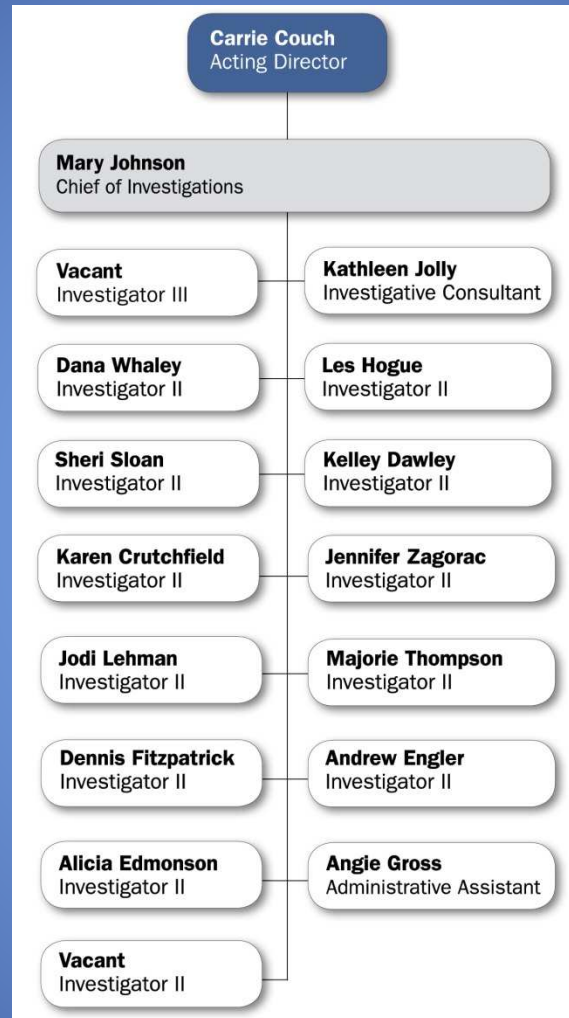 Carrie Couch
Acting Director
Mary Johnson
Chief of Investigations
Vacant
Investigator III
Kathleen Jolly
Investigative Consultant
Dana Whaley
Investigator II
Les Hogue
Investigator II
Sheri Sloan
Investigator II
Kelley Dawley
Investigator II
Karen Crutchfield
Investigator II
Jennifer Zagorac
Investigator II
Jodi Lehman
Investigator II
Majorie Thompson
Investigator II
Dennis Fitzpatrick
Investigator II
Andrew Engler
Investigator II
Alicia Edmonson
Investigator II
Angie Gross
Administrative Assistant
Vacant
Investigator II